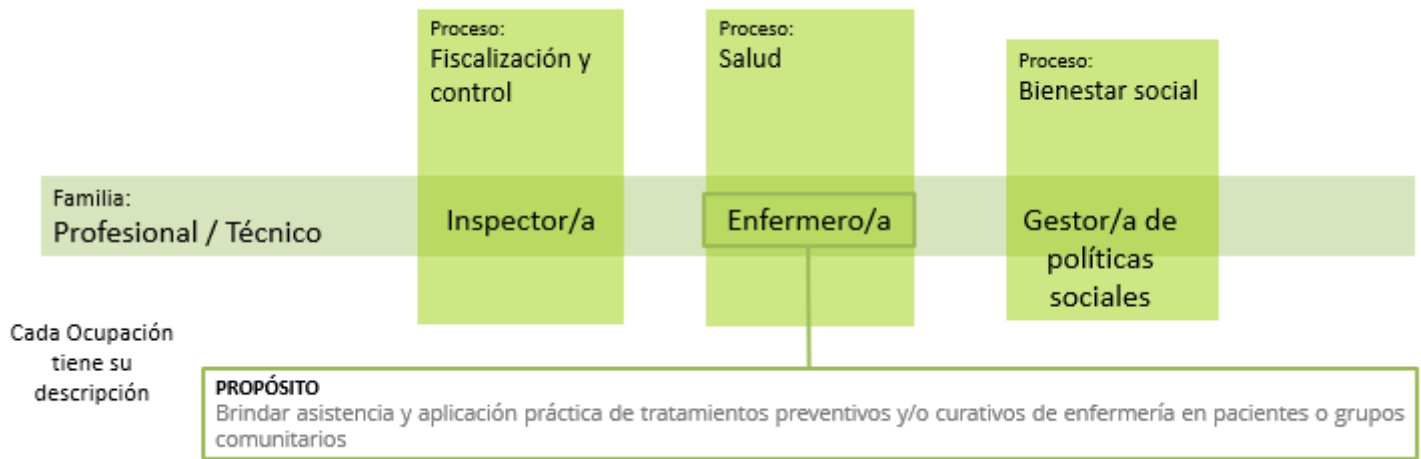 Proceso:
Fiscalización y
control
Proceso:
Salud
Proceso:
Bienestar social
Familia:
Profesional / Técnico
Inspector/a
Enfermero/a
Gestor/a de
políticas
sociales
Cada Ocupación
tiene su
descripción
PROPÓSITO
Brindar asistencia y aplicación práctica de tratamientos preventivos y/o curativos de enfermería en pacientes o grupos
comunitarios